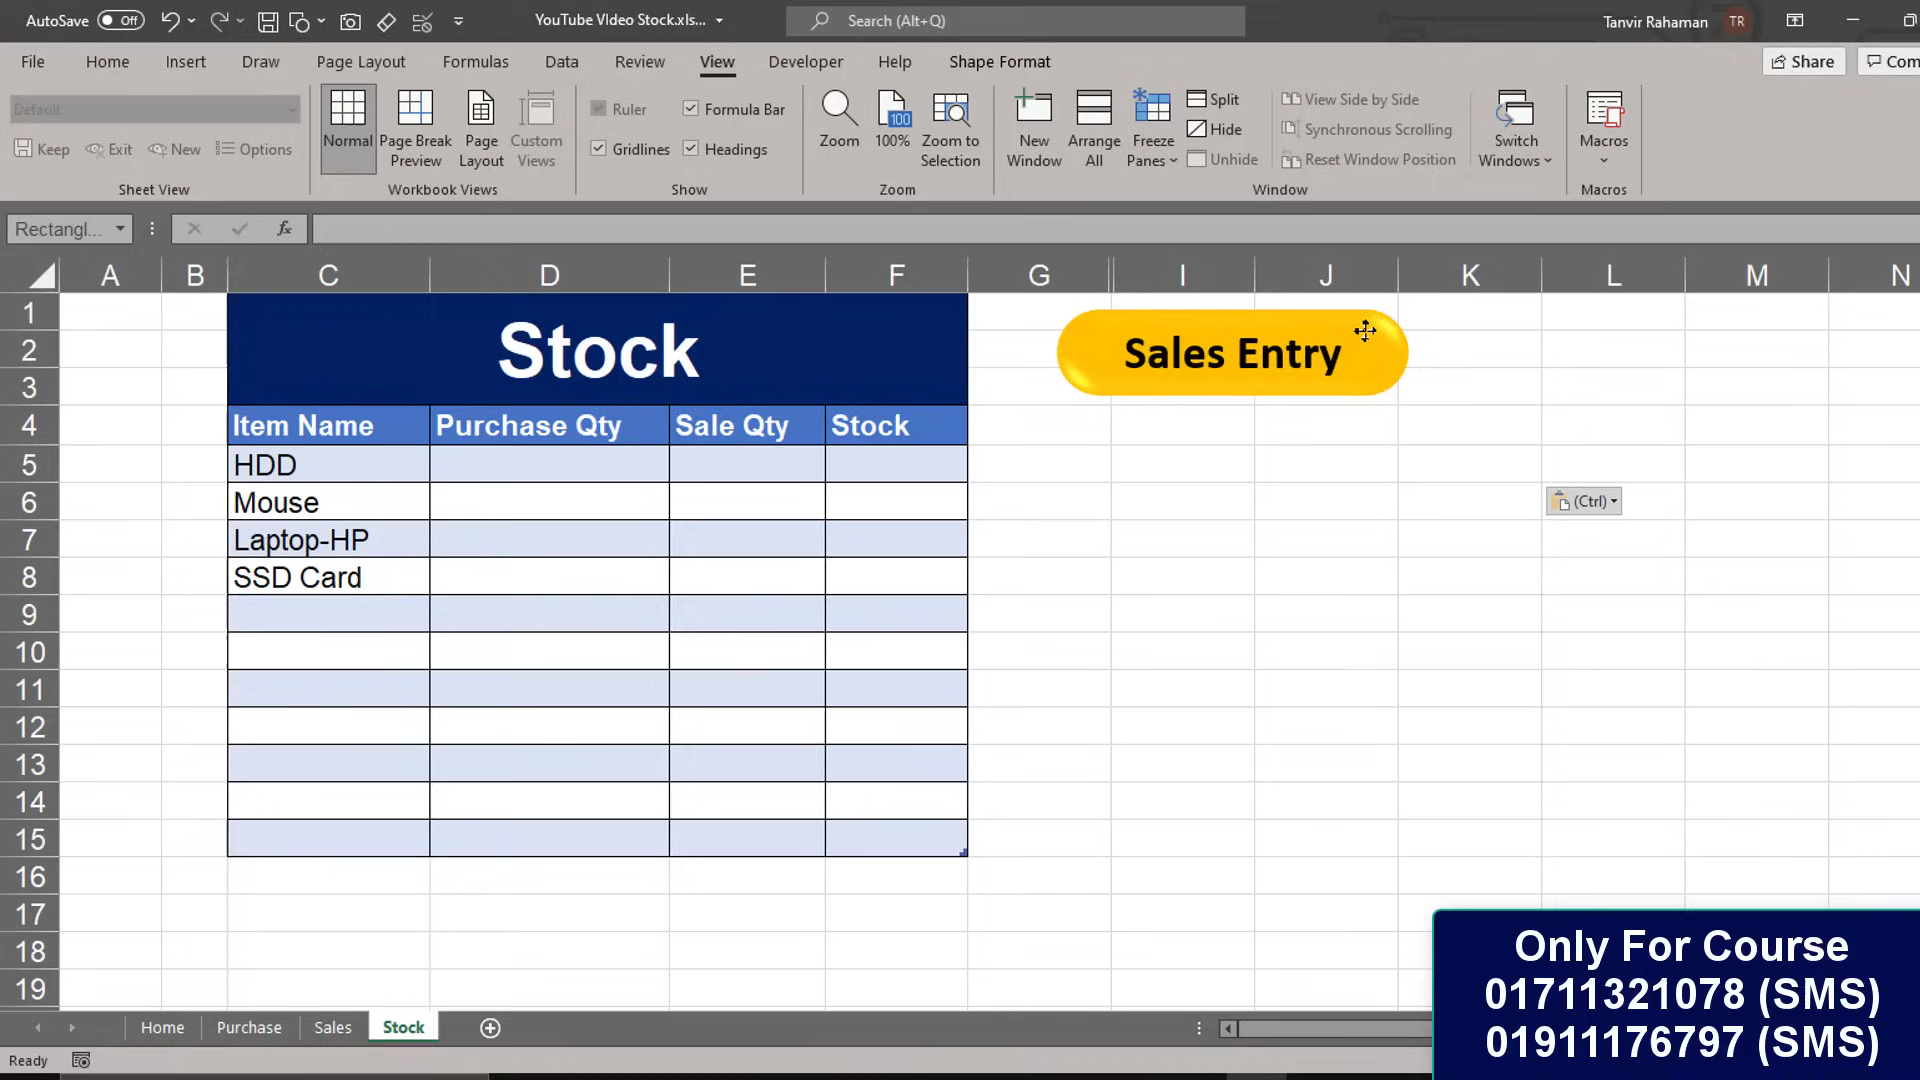 AutoSave Off YouTube VIdeo Stock.xls... Search (Alt+Q) Tanvir Rahaman TR
File Home Insert Draw Page Layout Formulas Data Review View Developer Help Shape Format Share
Default
Keep Exit New Options
Sheet View
Normal Page Break Preview Page Layout Custom Views
Workbook Views
Ruler Formula Bar
Gridlines Headings
Show
Zoom 100 100% Zoom to Selection
Zoom
New Window Arrange All Freeze Panes
Split View Side by Side
Hide Synchronous Scrolling
Unhide Reset Window Position
Switch Windows
Window
Macros
Macros
Rectangl... fx
A B C D E F G I J K L M N
1
2 Stock Sales Entry
3
4 Item Name Purchase Qty Sale Qty Stock
5 HDD
6 Mouse (Ctrl)
7 Laptop-HP
8 SSD Card
9
10
11
12
13
14
15
16
17
18
19
Only For Course
01711321078 (SMS)
01911176797 (SMS)
Home Purchase Sales Stock
Ready